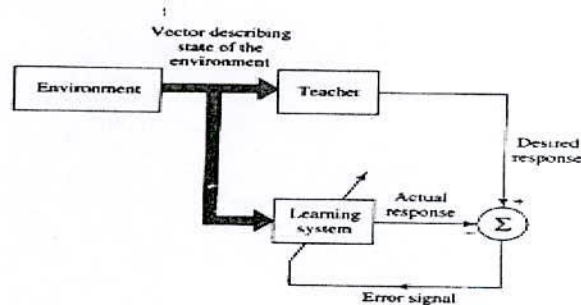 Vector describing
state of the
environment
Environment
Teacher
Desired
response
Learning
system
Actual
response
+
Σ
−
Error signal